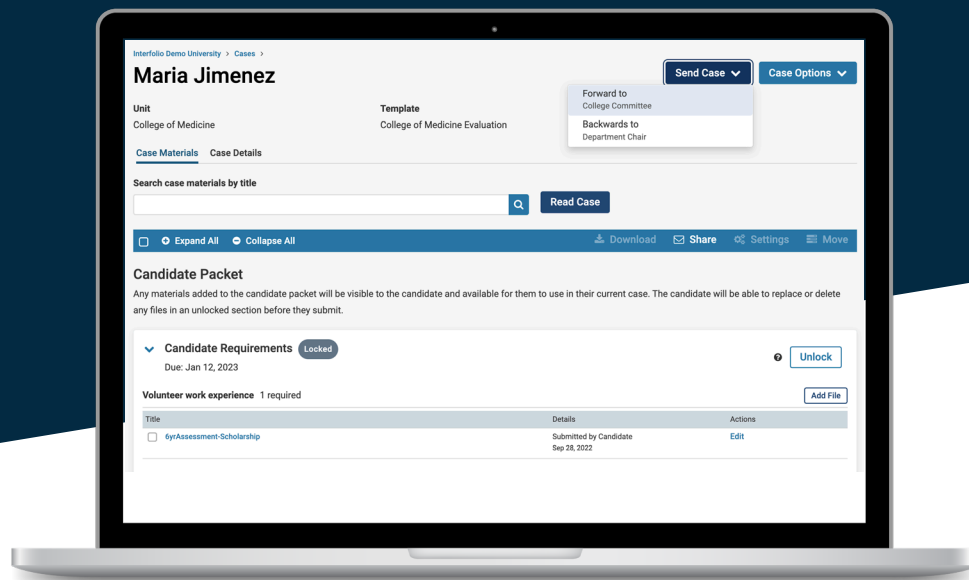 Interfolio Demo University > Cases >
Maria Jimenez
Send Case
Case Options
Forward to
College Committee
Backwards to
Department Chair
Unit
College of Medicine
Template
College of Medicine Evaluation
Case Materials Case Details
Search case materials by title
Read Case
Expand All Collapse All Download Share Settings Move
Candidate Packet
Any materials added to the candidate packet will be visible to the candidate and available for them to use in their current case. The candidate will be able to replace or delete
any files in an unlocked section before they submit.
Candidate Requirements Locked
Due: Jan 12, 2023
Unlock
Volunteer work experience 1 required
Add File
Title Details Actions
6yrAssessment-Scholarship Submitted by Candidate Edit
Sep 28, 2022